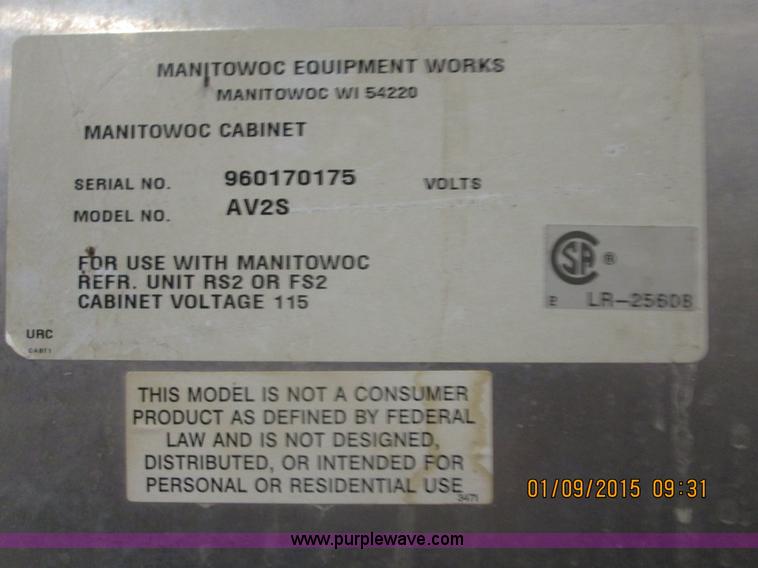 MANITOWOC EQUIPMENT WORKS
MANITOWOC WI 54220
MANITOWOC CABINET
SERIAL NO. 960170175 VOLTS
MODEL NO. AV2S
FOR USE WITH MANITOWOC
REFR. UNIT RS2 OR FS2
CABINET VOLTAGE 115
SA ®
E LR-25608
URC
CABT1
THIS MODEL IS NOT A CONSUMER
PRODUCT AS DEFINED BY FEDERAL
LAW AND IS NOT DESIGNED,
DISTRIBUTED, OR INTENDED FOR
PERSONAL OR RESIDENTIAL USE
3471
01/09/2015 09:31
www.purplewave.com